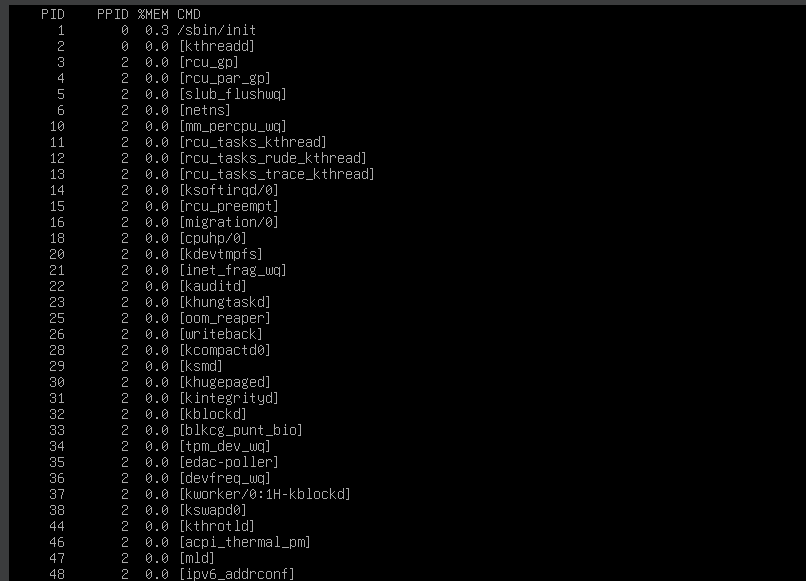 PID PPID %MEM CMD
1 0 0.3 /sbin/init
2 0 0.0 [kthreadd]
3 2 0.0 [rcu_gp]
4 2 0.0 [rcu_par_gp]
5 2 0.0 [slub_flushwq]
6 2 0.0 [netns]
10 2 0.0 [mm_percpu_wq]
11 2 0.0 [rcu_tasks_kthread]
12 2 0.0 [rcu_tasks_rude_kthread]
13 2 0.0 [rcu_tasks_trace_kthread]
14 2 0.0 [ksoftirqd/0]
15 2 0.0 [rcu_preempt]
16 2 0.0 [migration/0]
18 2 0.0 [cpuhp/0]
20 2 0.0 [kdevtmpfs]
21 2 0.0 [inet_frag_wq]
22 2 0.0 [kauditd]
23 2 0.0 [khungtaskd]
25 2 0.0 [oom_reaper]
26 2 0.0 [writeback]
28 2 0.0 [kcompactd0]
29 2 0.0 [ksmd]
30 2 0.0 [khugepaged]
31 2 0.0 [kintegrityd]
32 2 0.0 [kblockd]
33 2 0.0 [blkcg_punt_bio]
34 2 0.0 [tpm_dev_wq]
35 2 0.0 [edac-poller]
36 2 0.0 [devfreq_wq]
37 2 0.0 [kworker/0:1H-kblockd]
38 2 0.0 [kswapd0]
44 2 0.0 [kthrotld]
46 2 0.0 [acpi_thermal_pm]
47 2 0.0 [mld]
48 2 0.0 [ipv6_addrconf]